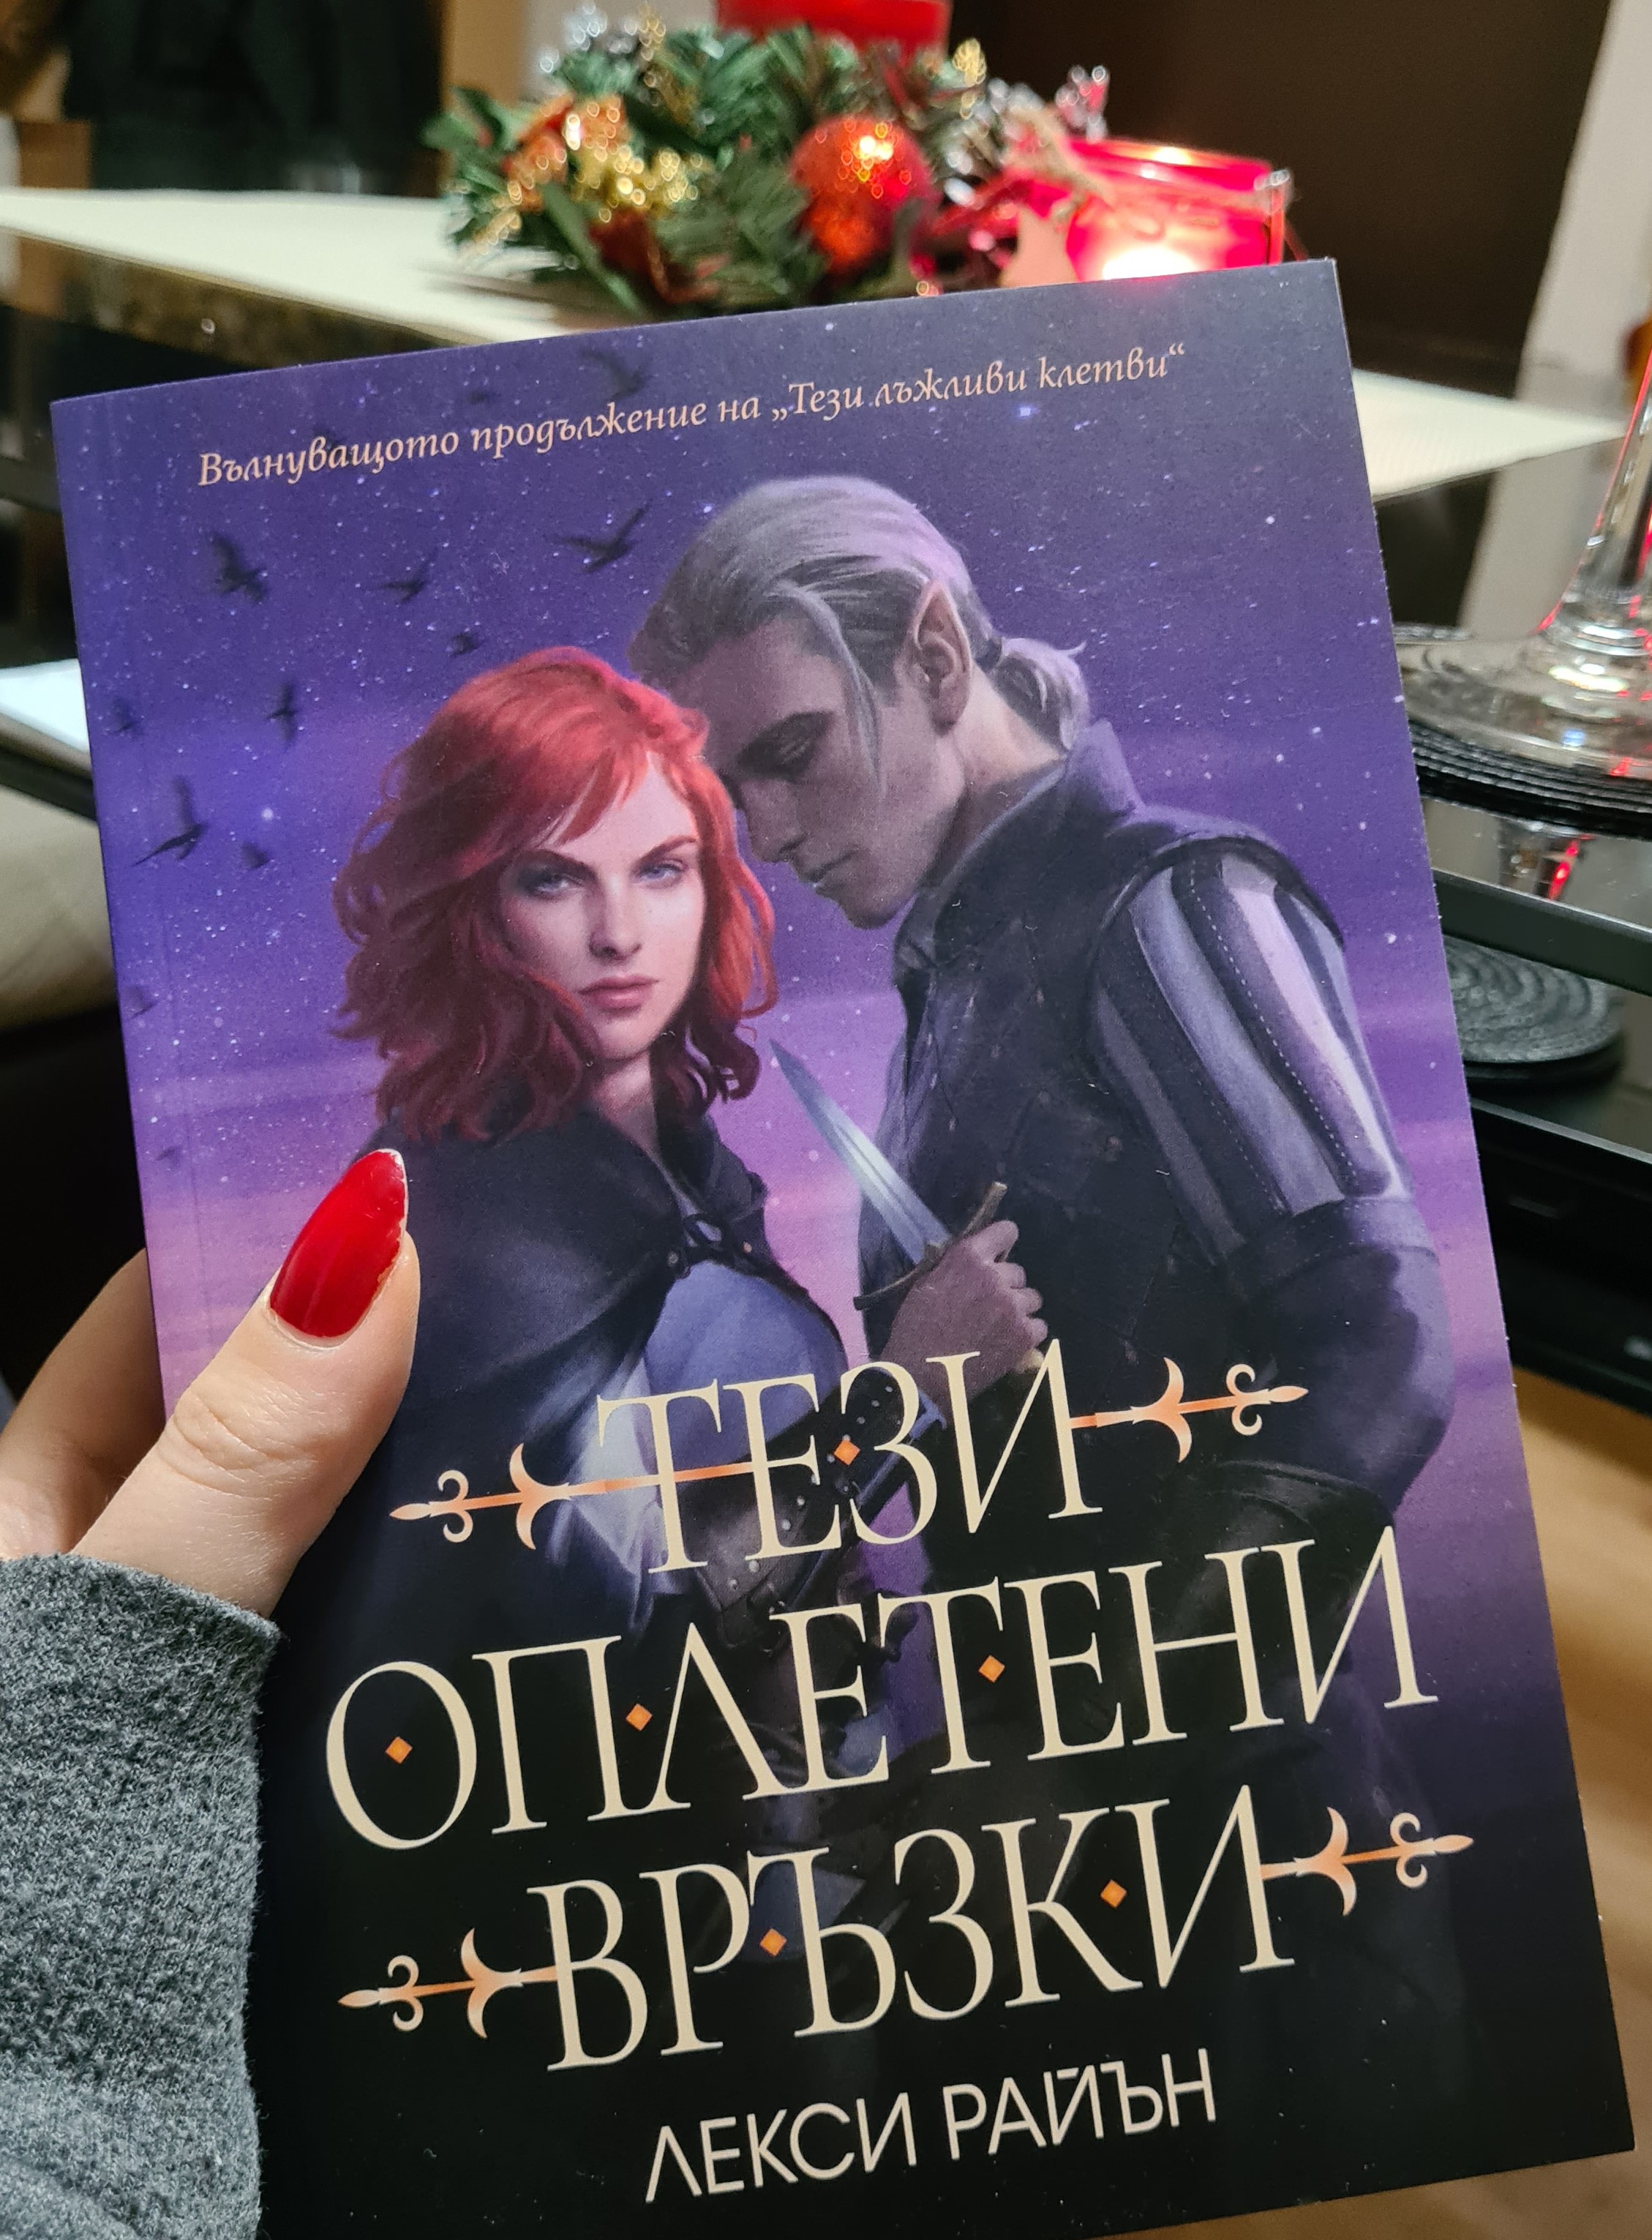 Вълнуващото продължение на „Тези лъжливи клетви“
ТЕЗИ
ОПЛЕТЕНИ
ВРЪЗКИ
ЛЕКСИ РАЙЪН